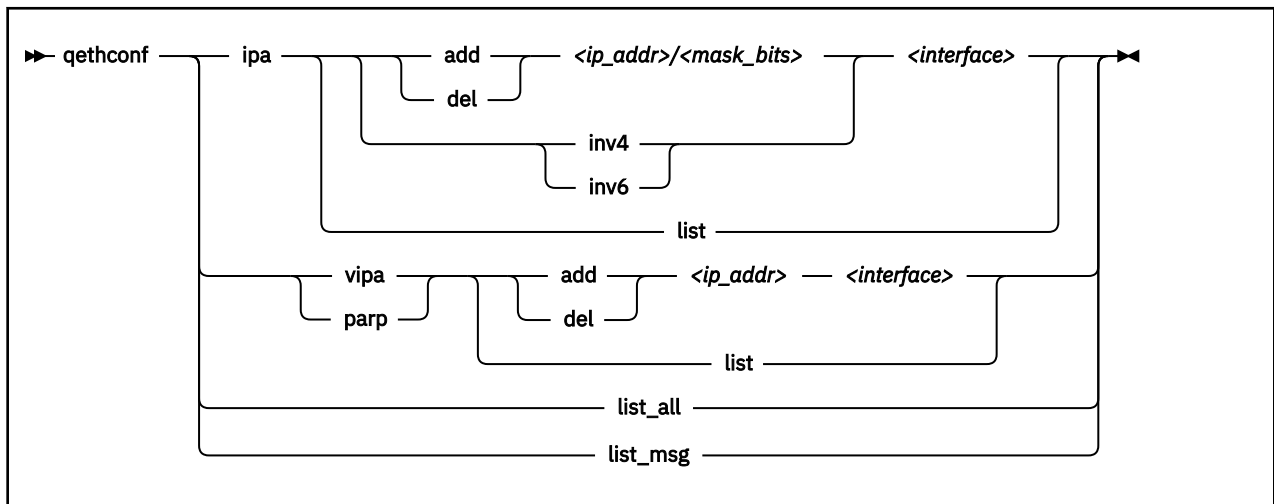 qethconf ipa add <ip_addr>/<mask_bits> <interface>
del
inv4
inv6
list
vipa add <ip_addr> <interface>
parp del
list
list_all
list_msg